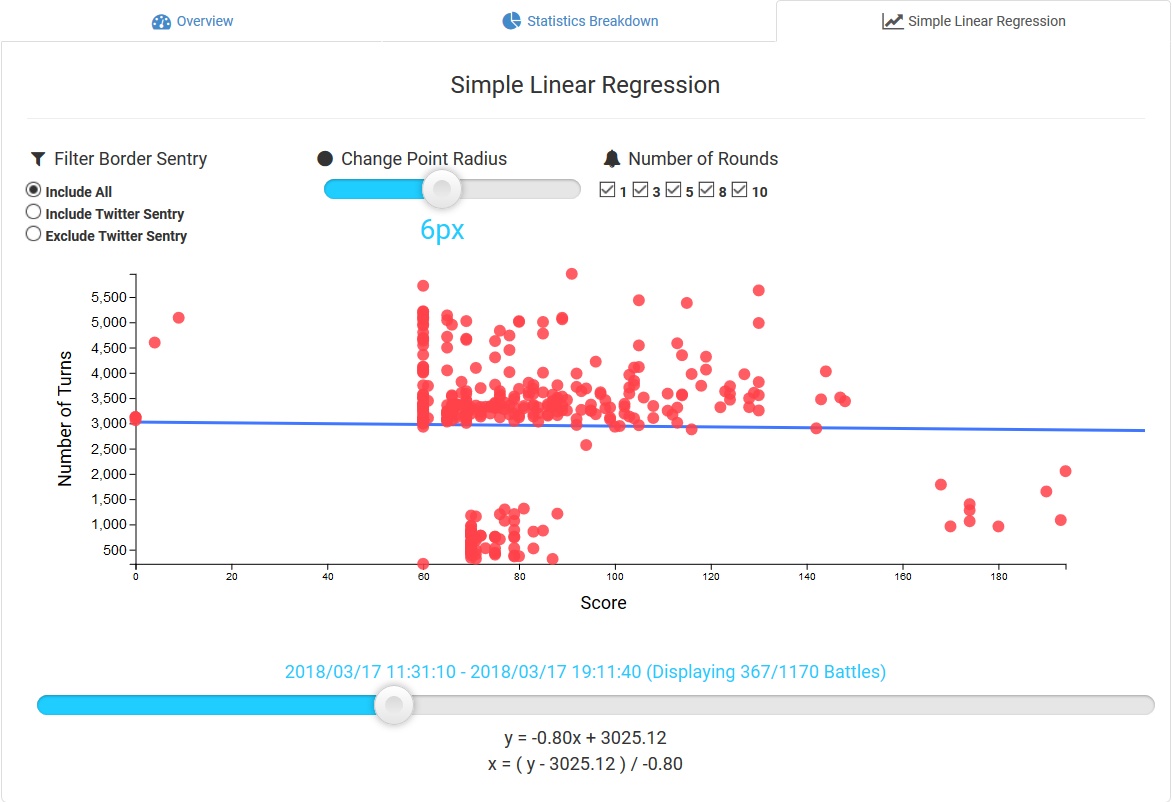 Overview Statistics Breakdown Simple Linear Regression
Simple Linear Regression
Filter Border Sentry
Include All
Include Twitter Sentry
Exclude Twitter Sentry
Change Point Radius
6px
Number of Rounds
1 3 5 8 10
Number of Turns
5,500
5,000
4,500
4,000
3,500
3,000
2,500
2,000
1,500
1,000
500
0 20 40 60 80 100 120 140 160 180
Score
2018/03/17 11:31:10 - 2018/03/17 19:11:40 (Displaying 367/1170 Battles)
y = -0.80x + 3025.12
x = ( y - 3025.12 ) / -0.80